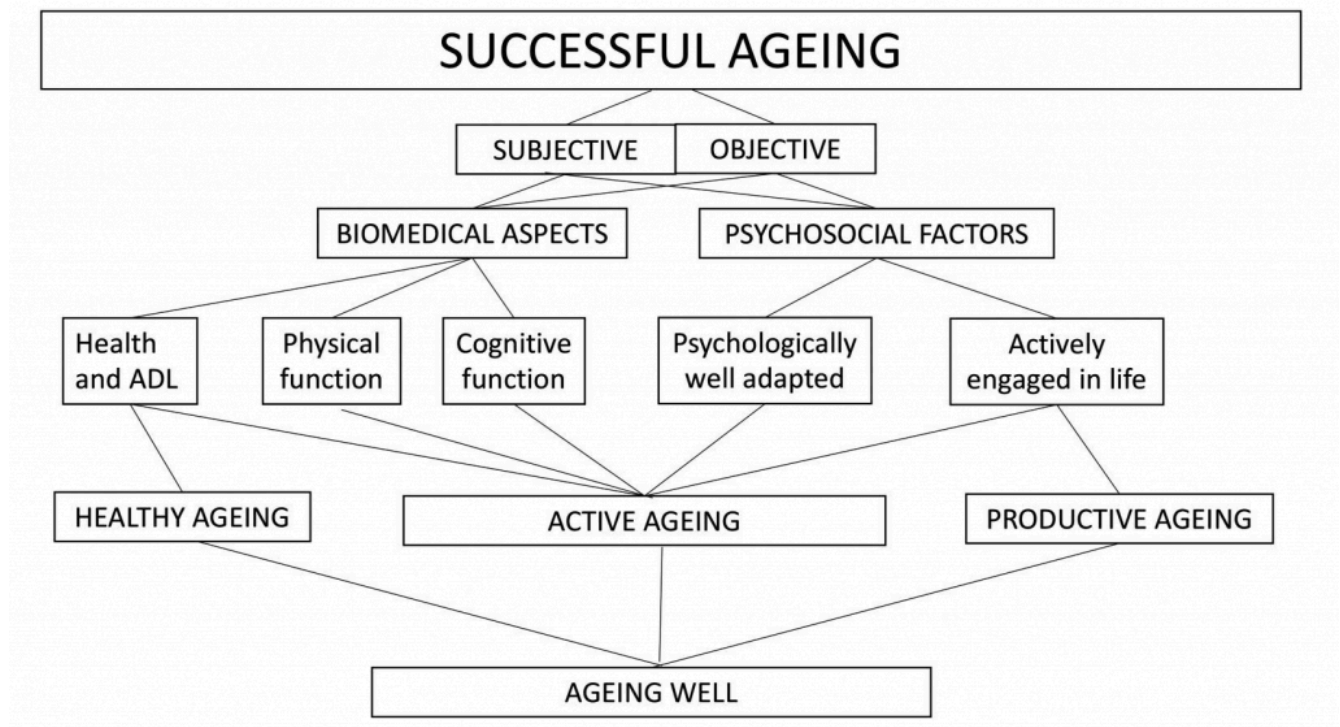 SUCCESSFUL AGEING
SUBJECTIVE
OBJECTIVE
BIOMEDICAL ASPECTS
PSYCHOSOCIAL FACTORS
Health
and ADL
Physical
function
Cognitive
function
Psychologically
well adapted
Actively
engaged in life
HEALTHY AGEING
ACTIVE AGEING
PRODUCTIVE AGEING
AGEING WELL